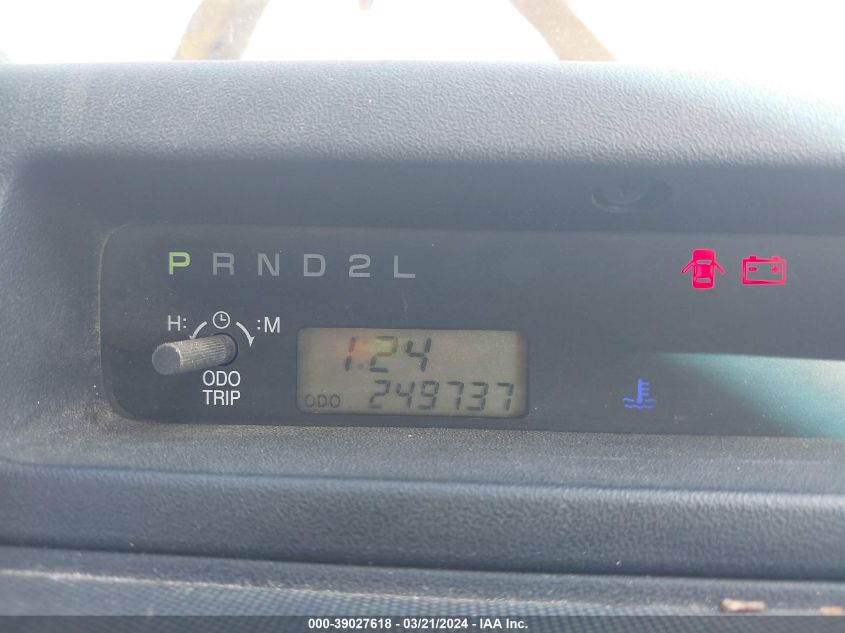 P R N D 2 L
H: :M
1:24
ODO
TRIP
ODO 249737
000-39027618 - 03/21/2024 - IAA Inc.